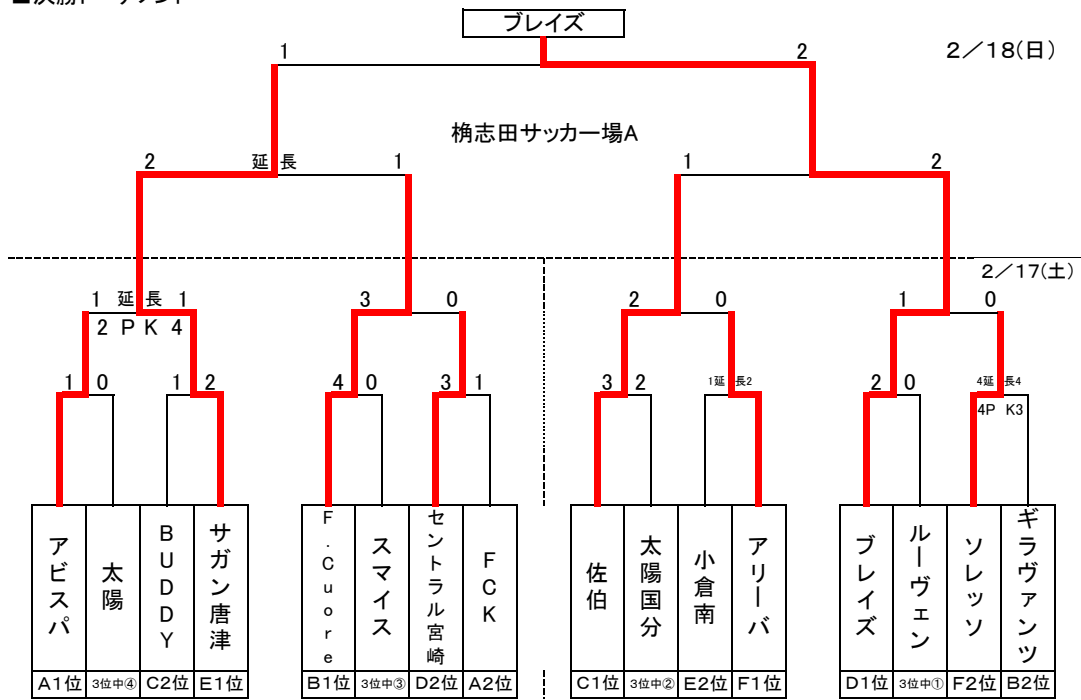 ブレイズ
1 2 2/18(日)
桷志田サッカー場A
2 延長 1 1 2
2/17(土)
1 延長 1 3 0 2 0 1 0
2 PK 4
1 0 1 2 4 0 3 1 3 2 1延長2 2 0 4延長4
4PK3
アビスパ 太陽 BUDDY サガン唐津 F.Cuore スマイス セントラル宮崎 FCK 佐伯 太陽国分 小倉南 アリーバ ブレイズ ルーヴェン ソレッソ ギラヴァンツ
A1位 3位中④ C2位 E1位 B1位 3位中③ D2位 A2位 C1位 3位中② E2位 F1位 D1位 3位中① F2位 B2位